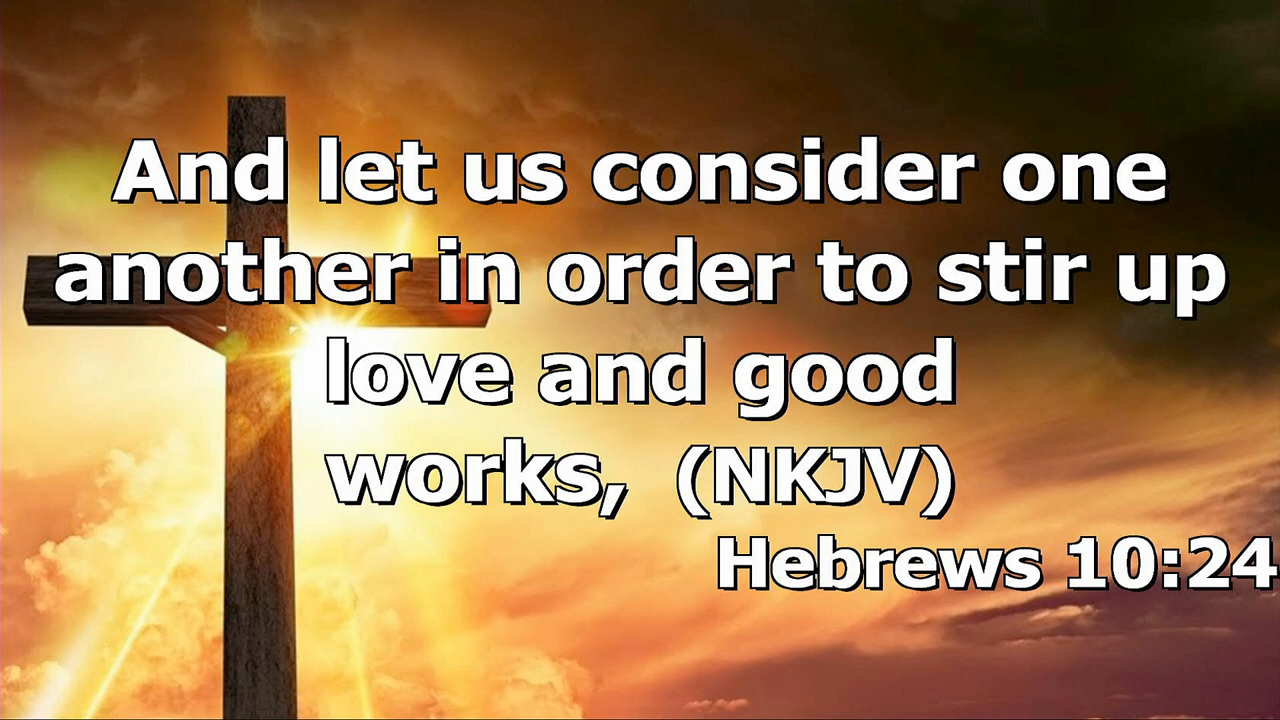 And let us consider one
another in order to stir up
love and good
works,  (NKJV)
Hebrews 10:24